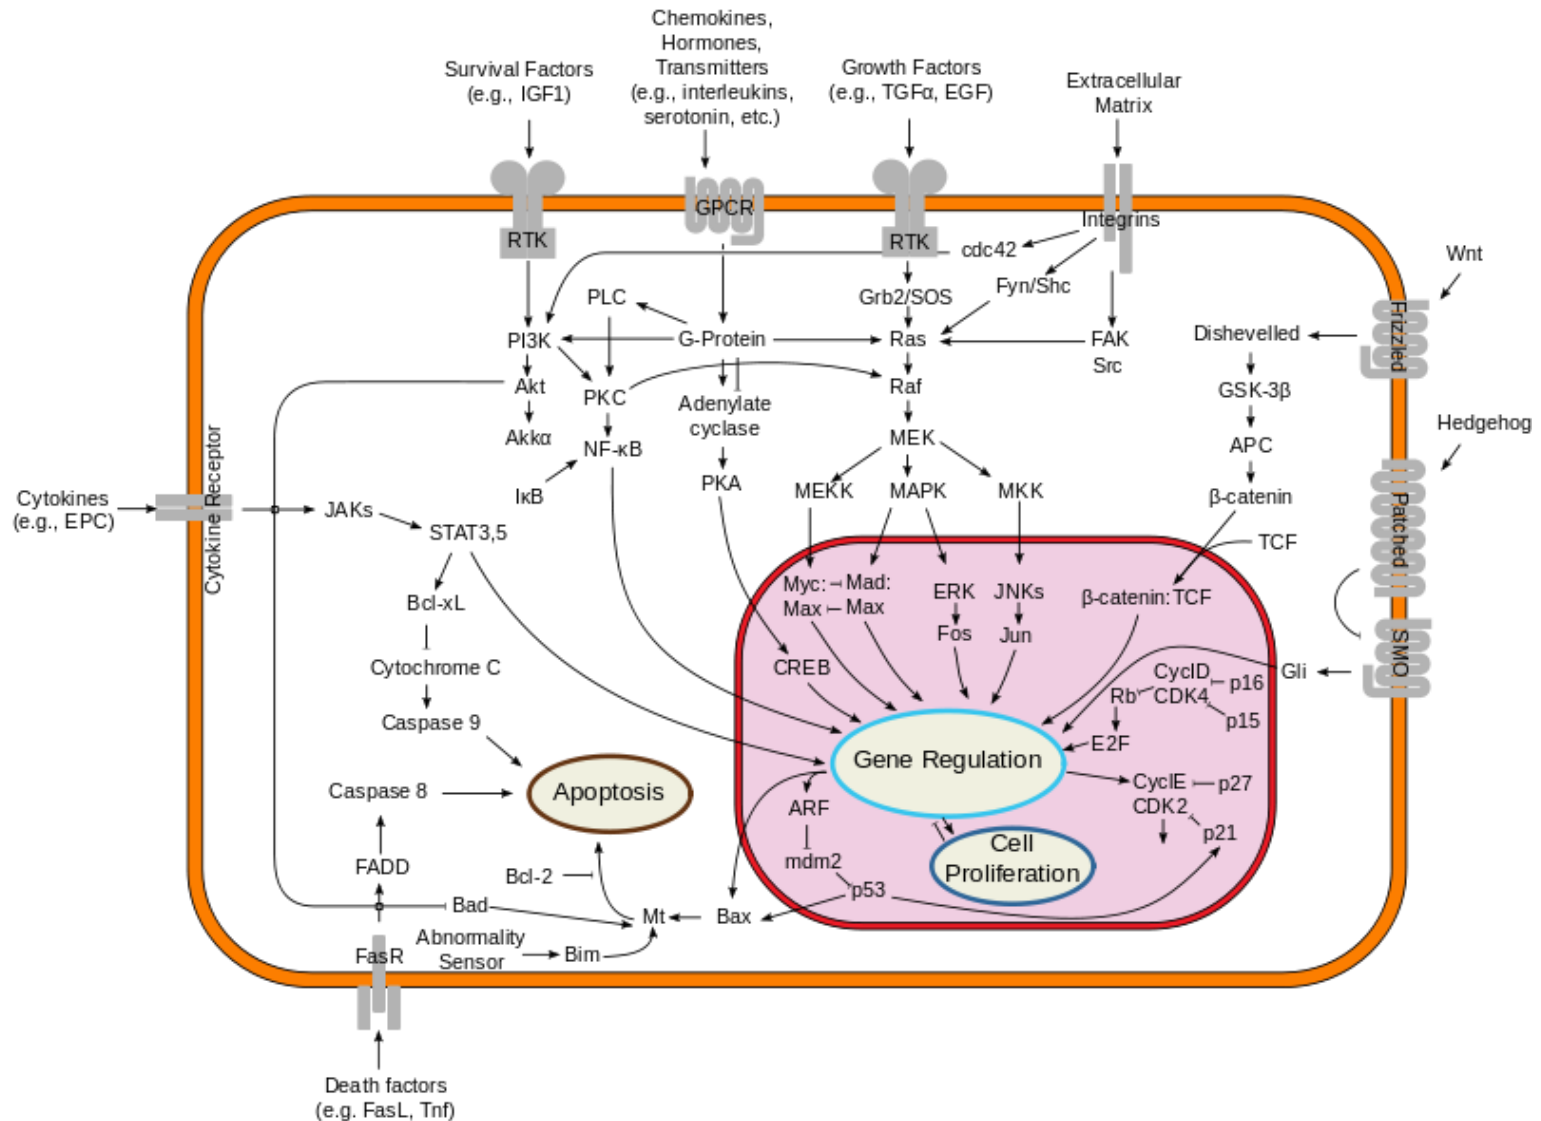 Chemokines,
Hormones,
Transmitters
(e.g., interleukins,
serotonin, etc.)
Survival Factors
(e.g., IGF1)
Growth Factors
(e.g., TGFα, EGF)
Extracellular
Matrix
RTK
GPCR
RTK
Integrins
cdc42
Fyn/Shc
Wnt
Frizzled
PLC
Grb2/SOS
PI3K
G-Protein
Ras
FAK
Src
Dishevelled
Akt
PKC
Raf
GSK-3β
Adenylate
cyclase
Akkα
NF-κB
MEK
APC
Hedgehog
IκB
PKA
MEKK
MAPK
MKK
β-catenin
Patched
Cytokines
(e.g., EPC)
Cytokine Receptor
JAKs
STAT3,5
TCF
Myc:
Max
Mad:
Max
ERK
JNKs
β-catenin:TCF
Bcl-xL
Fos
Jun
SMO
Cytochrome C
CREB
CyclD
CDK4
p16
Gli
Rb
p15
Caspase 9
E2F
Gene Regulation
Caspase 8
Apoptosis
ARF
CyclE
CDK2
p27
p21
mdm2
Cell
Proliferation
FADD
Bcl-2
p53
Bad
Mt
Bax
Abnormality
Sensor
Bim
FasR
Death factors
(e.g. FasL, Tnf)